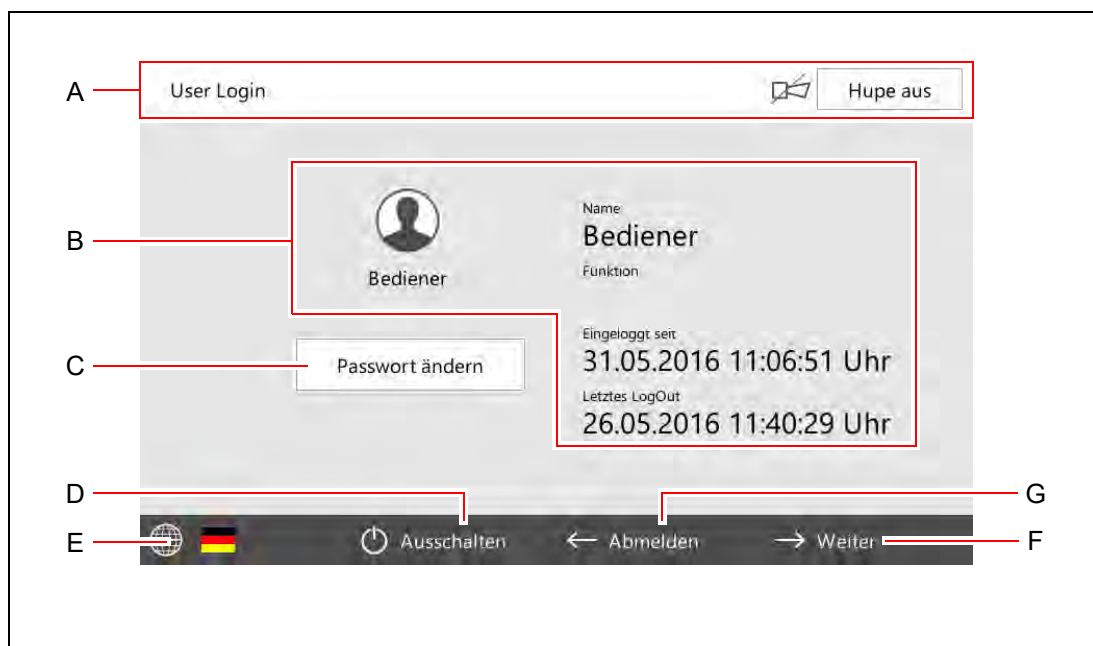 A
User Login
Hupe aus
B
Bediener
Name
Bediener
Funktion
C
Passwort ändern
Eingeloggt seit
31.05.2016 11:06:51 Uhr
Letztes LogOut
26.05.2016 11:40:29 Uhr
D
G
E
Ausschalten
Abmelden
Weiter
F